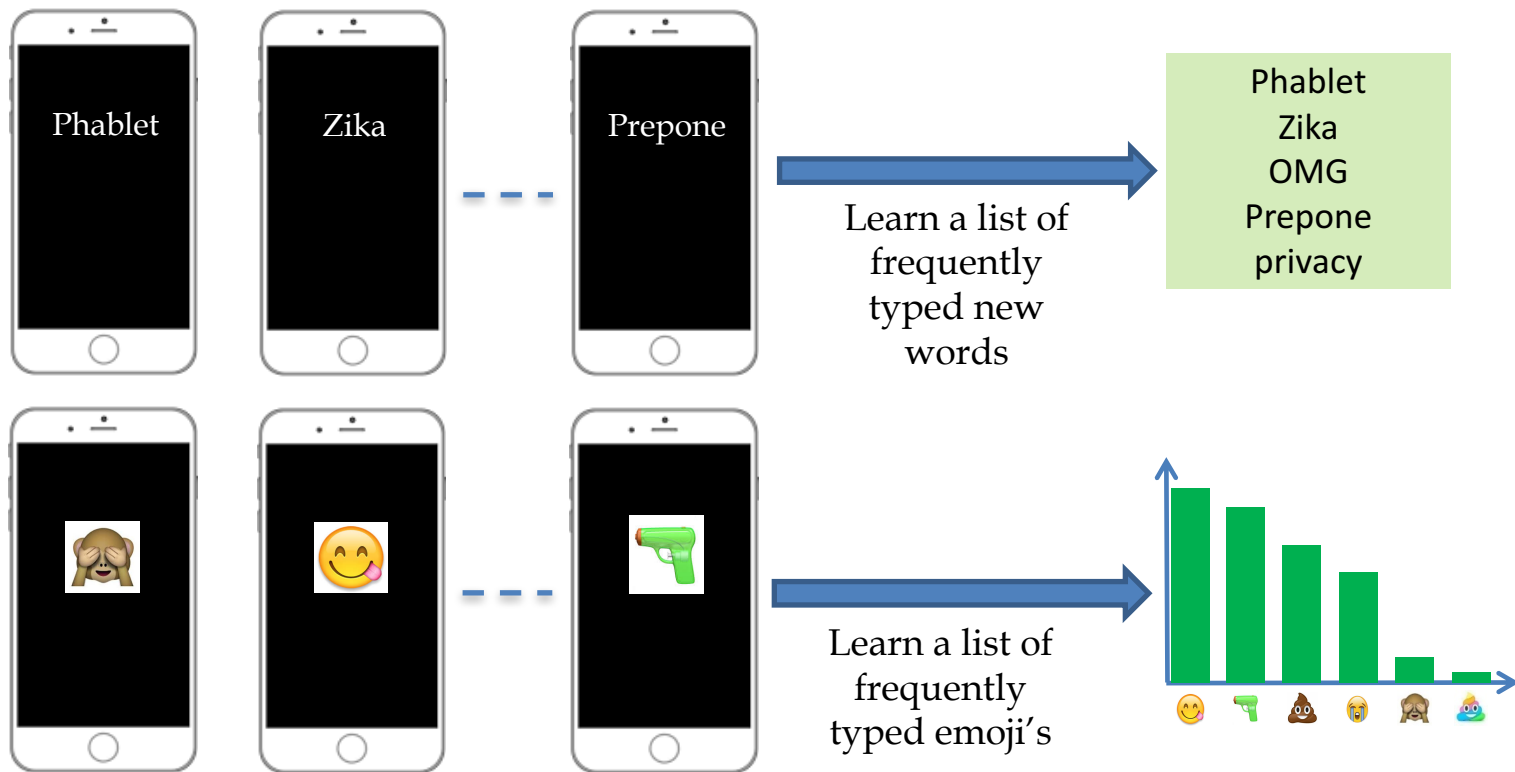 Phablet
Zika
Prepone
Learn a list of
frequently
typed new
words
Phablet
Zika
OMG
Prepone
privacy
Learn a list of
frequently
typed emoji’s